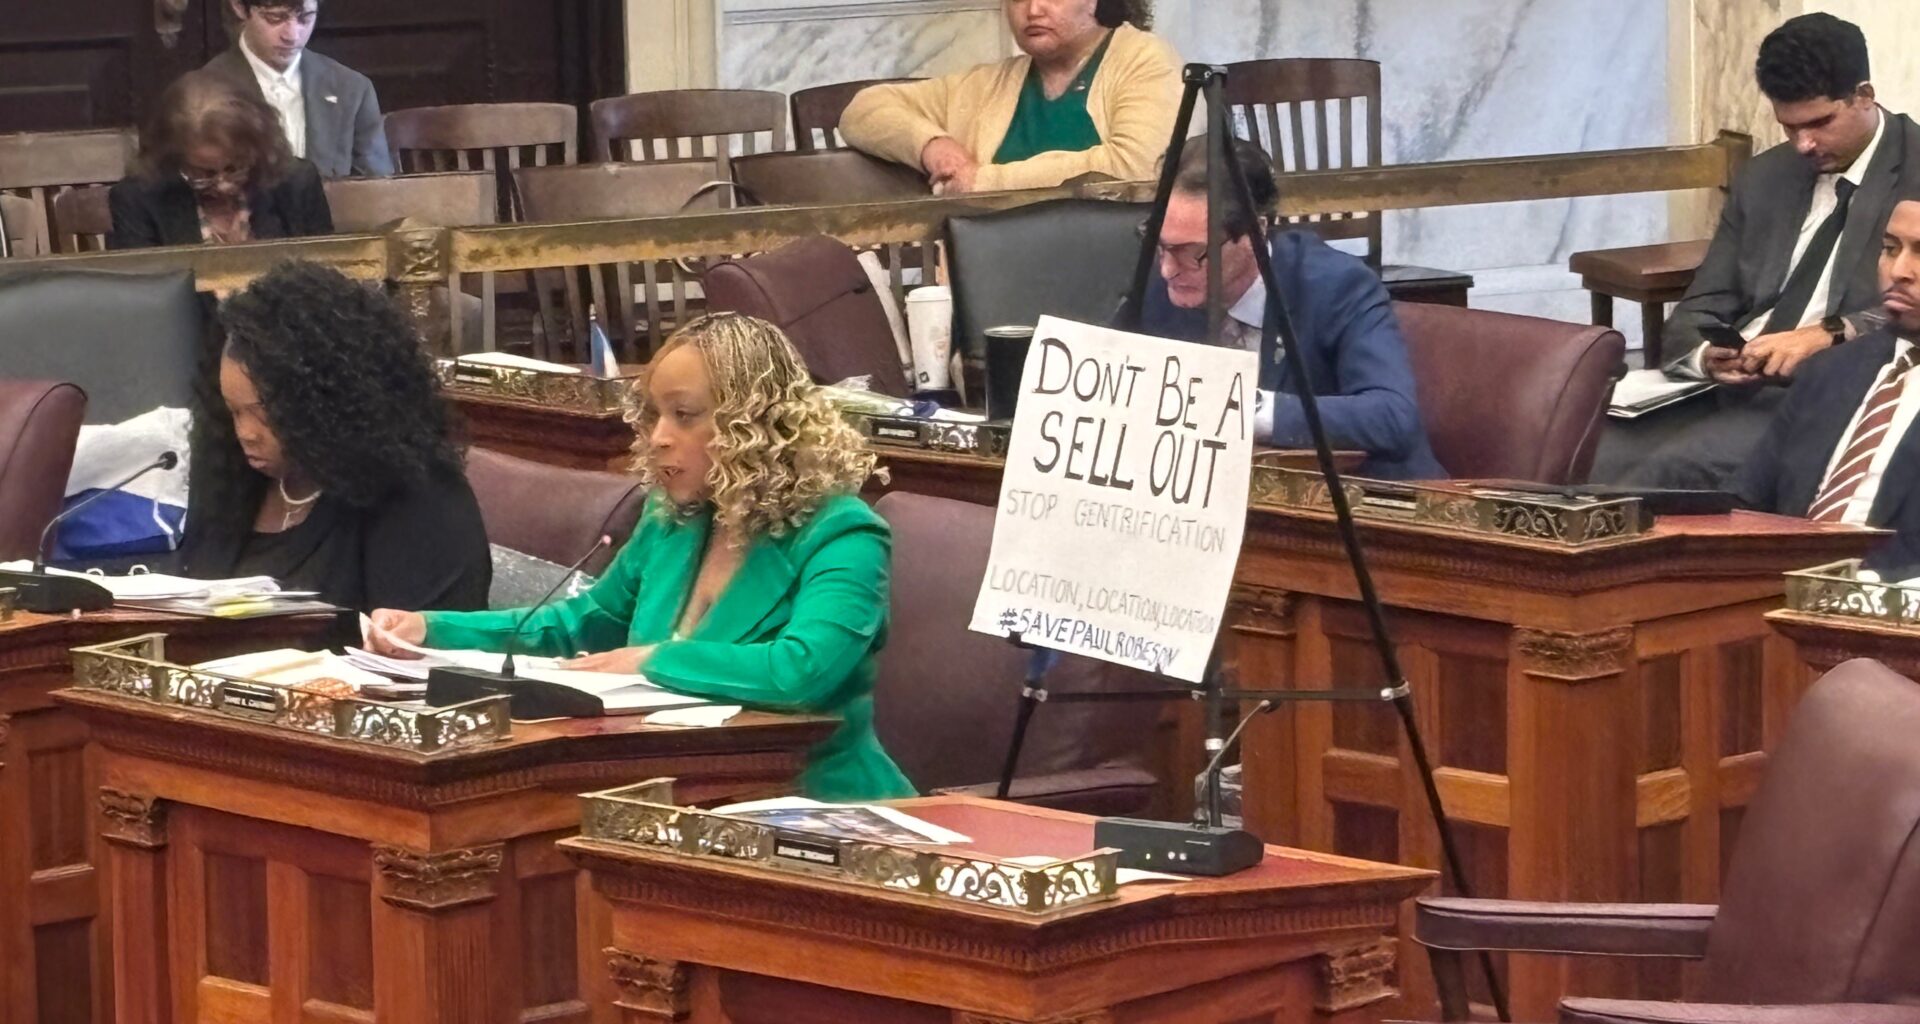 DON'T BE A
SELL OUT
STOP GENTRIFICATION
LOCATION, LOCATION, LOCATION
#SAVEPAULROBESON